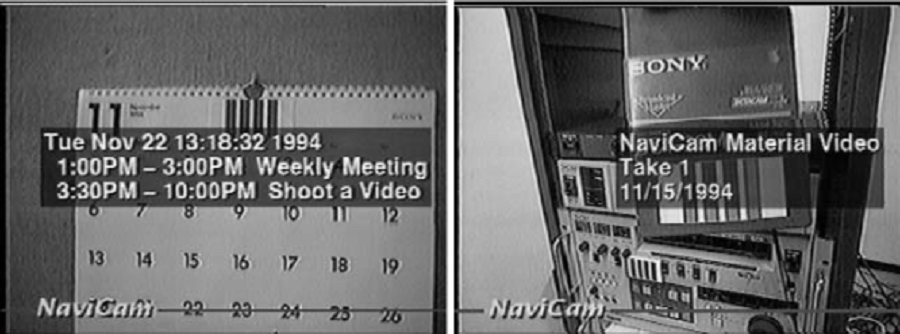 11
SONY
Tue Nov 22 13:18:32 1994
1:00PM – 3:00PM Weekly Meeting
3:30PM – 10:00PM Shoot a Video
6 7 8 9 10 11 12
13 14 15 16 17 18 19
22 23 24 25 26
NaviCam
SONY
NaviCam Material Video
Take 1
11/15/1994
NaviCam